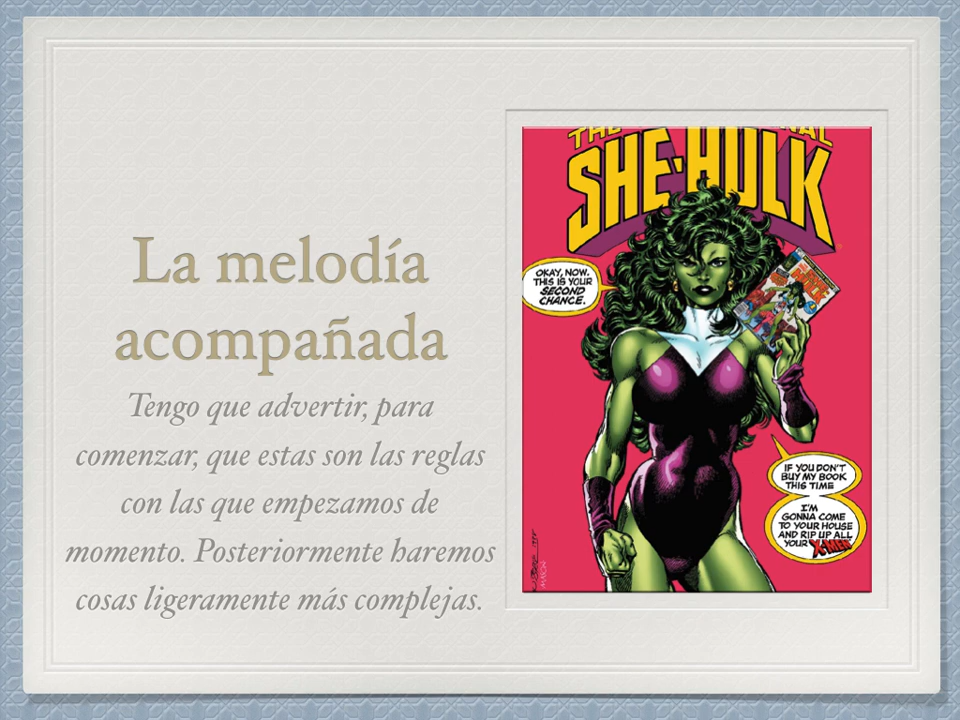 La melodía
acompañada
Tengo que advertir, para
comenzar, que estas son las reglas
con las que empezamos de
momento. Posteriormente haremos
cosas ligeramente más complejas.
THE
SHE-HULK
OKAY, NOW.
THIS IS YOUR
SECOND
CHANCE.
IF YOU DON'T
BUY MY BOOK
THIS TIME
I'M
GONNA COME
TO YOUR HOUSE
AND RIP UP ALL
YOUR X-MEN